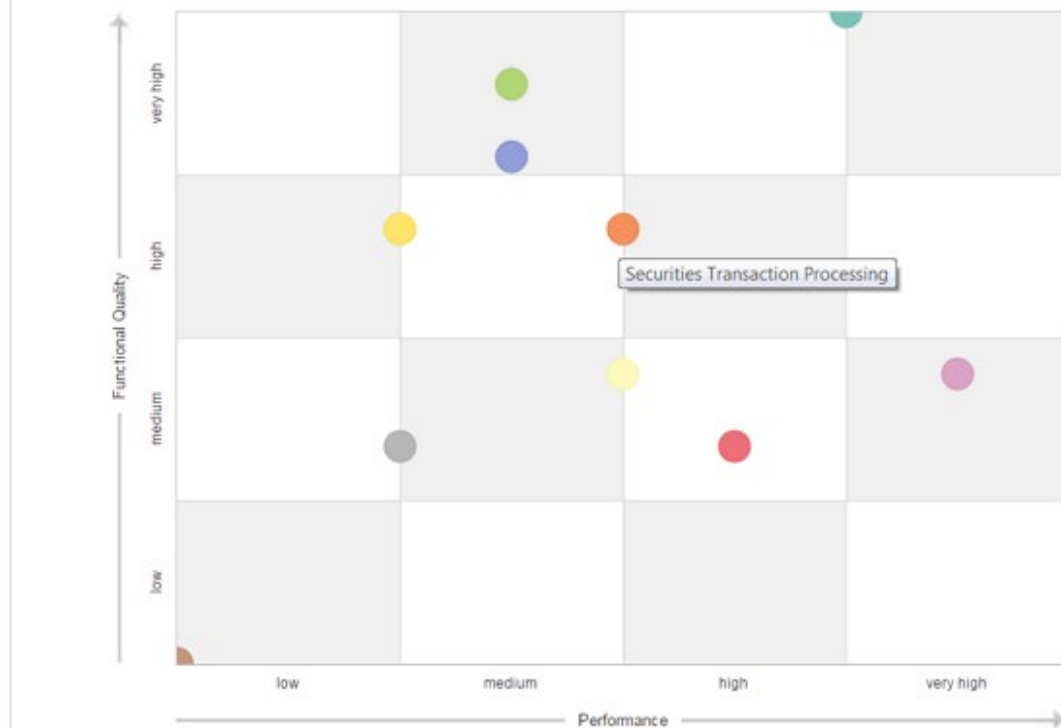 very high
high
Functional Quality
medium
low
Securities Transaction Processing
low
medium
high
very high
Performance